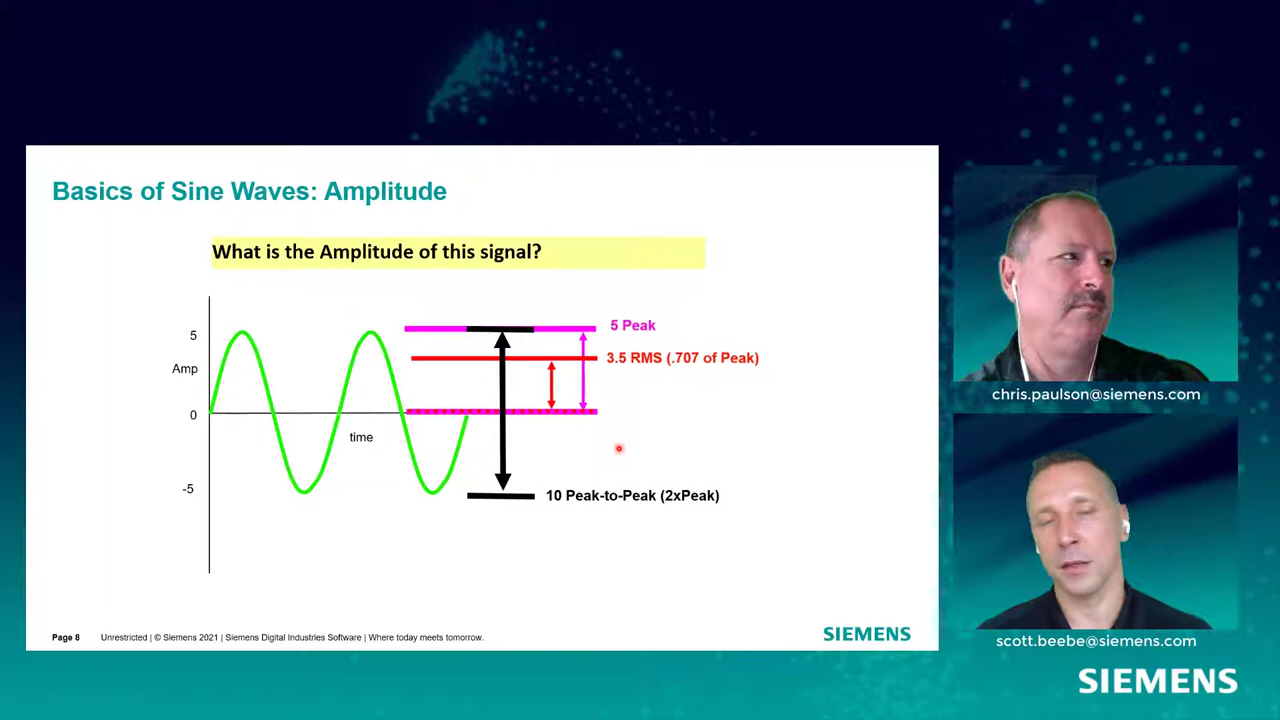 Basics of Sine Waves: Amplitude
What is the Amplitude of this signal?
5
Amp
0
-5
time
5 Peak
3.5 RMS (.707 of Peak)
10 Peak-to-Peak (2xPeak)
Page 8 Unrestricted | © Siemens 2021 | Siemens Digital Industries Software | Where today meets tomorrow.
SIEMENS
chris.paulson@siemens.com
scott.beebe@siemens.com
SIEMENS